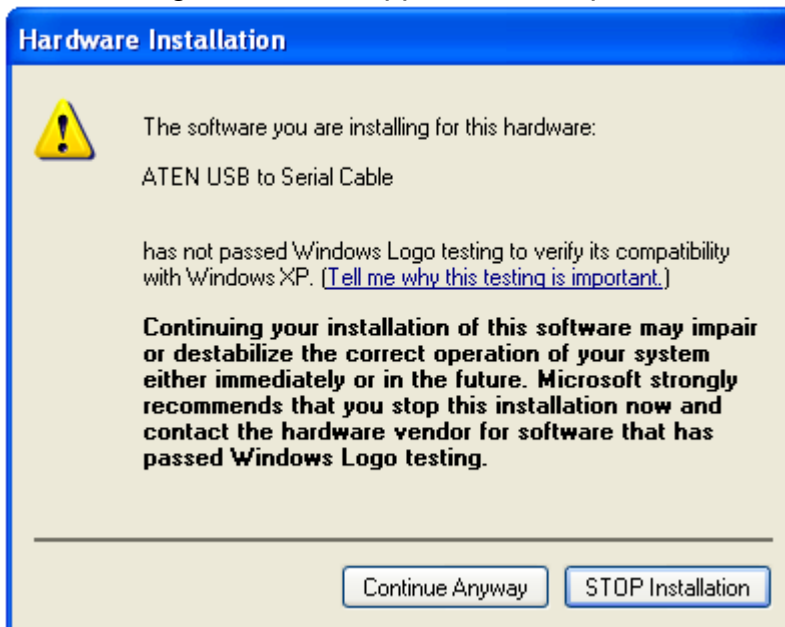 Hardware Installation
The software you are installing for this hardware:
ATEN USB to Serial Cable
has not passed Windows Logo testing to verify its compatibility
with Windows XP. (Tell me why this testing is important.)
Continuing your installation of this software may impair
or destabilize the correct operation of your system
either immediately or in the future. Microsoft strongly
recommends that you stop this installation now and
contact the hardware vendor for software that has
passed Windows Logo testing.
Continue Anyway
STOP Installation